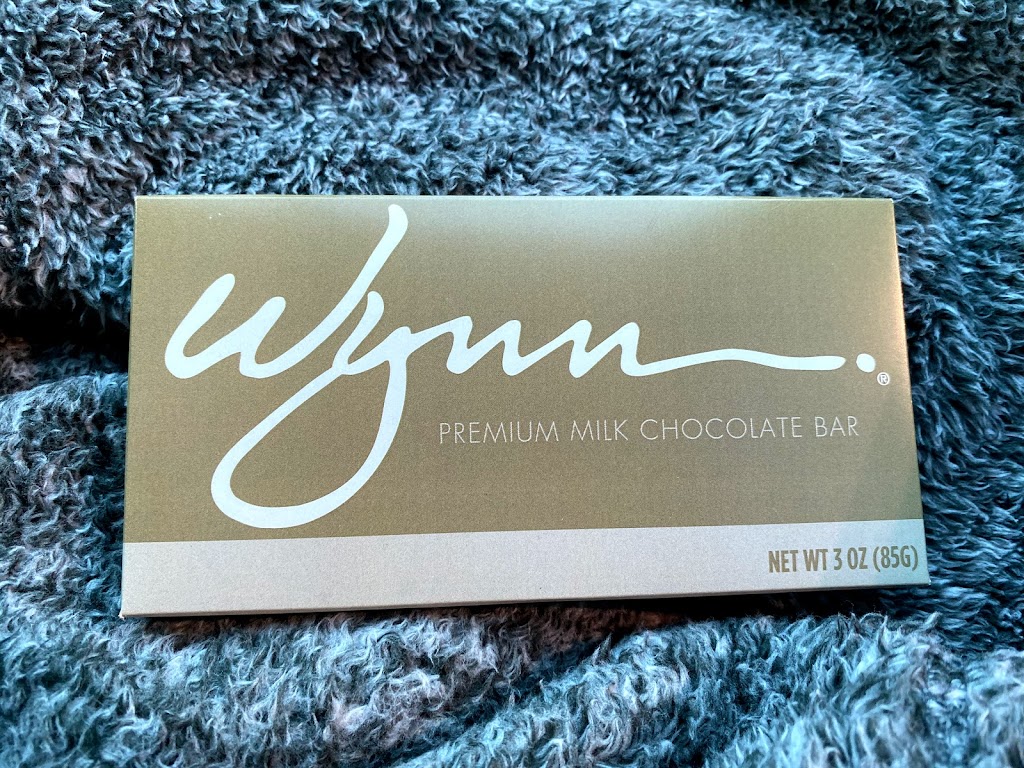 Wynn.®
PREMIUM MILK CHOCOLATE BAR
NET WT 3 OZ (85G)